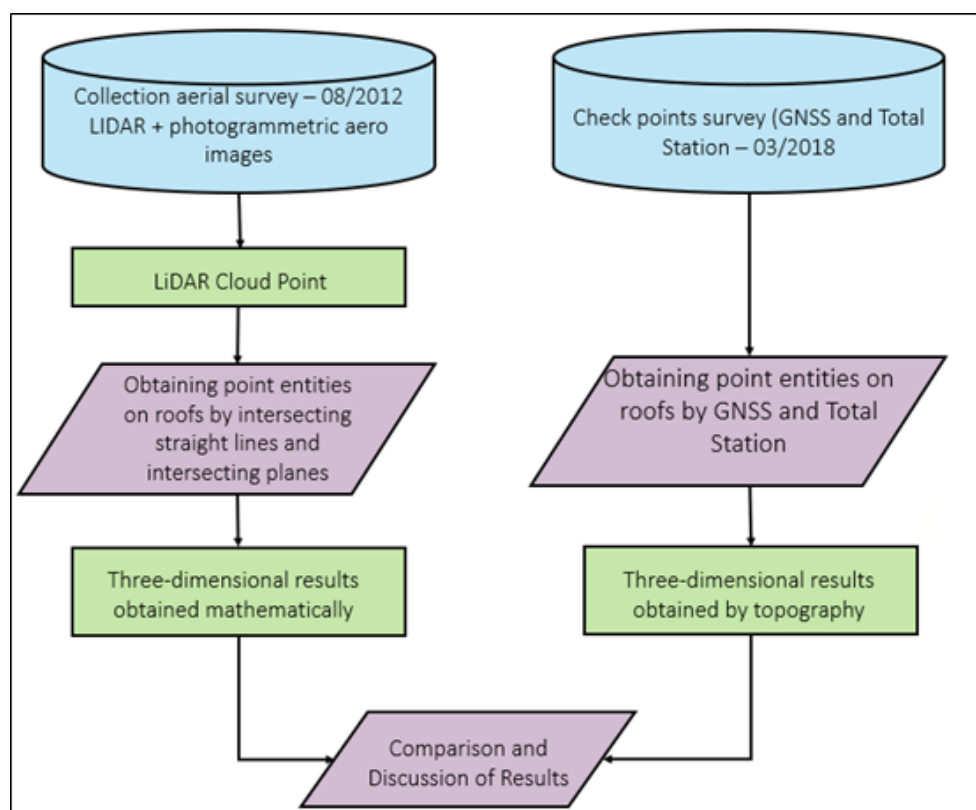 Collection aerial survey – 08/2012
LIDAR + photogrammetric aero
images
LiDAR Cloud Point
Obtaining point entities
on roofs by intersecting
straight lines and
intersecting planes
Three-dimensional results
obtained mathematically
Check points survey (GNSS and Total
Station – 03/2018
Obtaining point entities on
roofs by GNSS and Total
Station
Three-dimensional results
obtained by topography
Comparison and
Discussion of Results